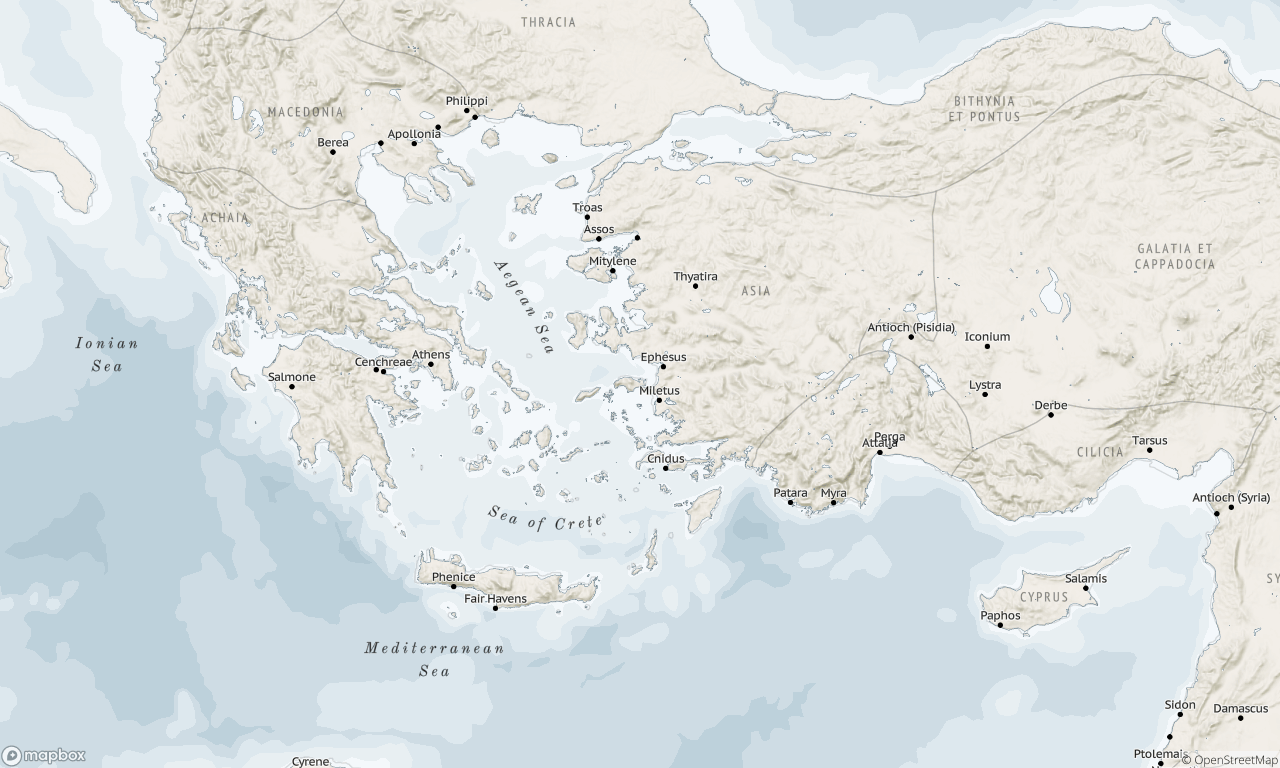 THRACIA
Philippi
MACEDONIA
BITHYNIA
ET PONTUS
Apollonia
Berea
Troas
ACHAIA
Assos
Mitylene
GALATIA ET
CAPPADOCIA
Thyatira
ASIA
Aegean Sea
Antioch (Pisidia)
Iconium
Ionian
Sea
Athens
Cenchreae
Ephesus
Salmone
Miletus
Lystra
Derbe
Perga
Attalia
Tarsus
CILICIA
Cnidus
Patara
Myra
Antioch (Syria)
Sea of Crete
Phenice
Salamis
SY
Fair Havens
CYPRUS
Paphos
Mediterranean
Sea
Sidon
Damascus
Ptolemais
Cyrene
mapbox
© OpenStreetMap